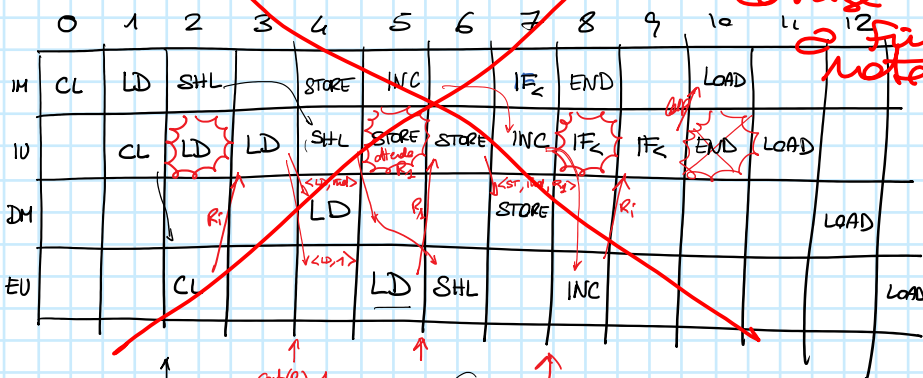 0 1 2 3 4 5 6 7 8 9 10 11 12
IM CL LD SHL STORE INC IF< END LOAD
IU CL LD LD SHL STORE STORE INC IF< IF< END LOAD
attende
R1
DM LD STORE LOAD
Ri R1 Ri
EU CL LD SHL INC LOAD